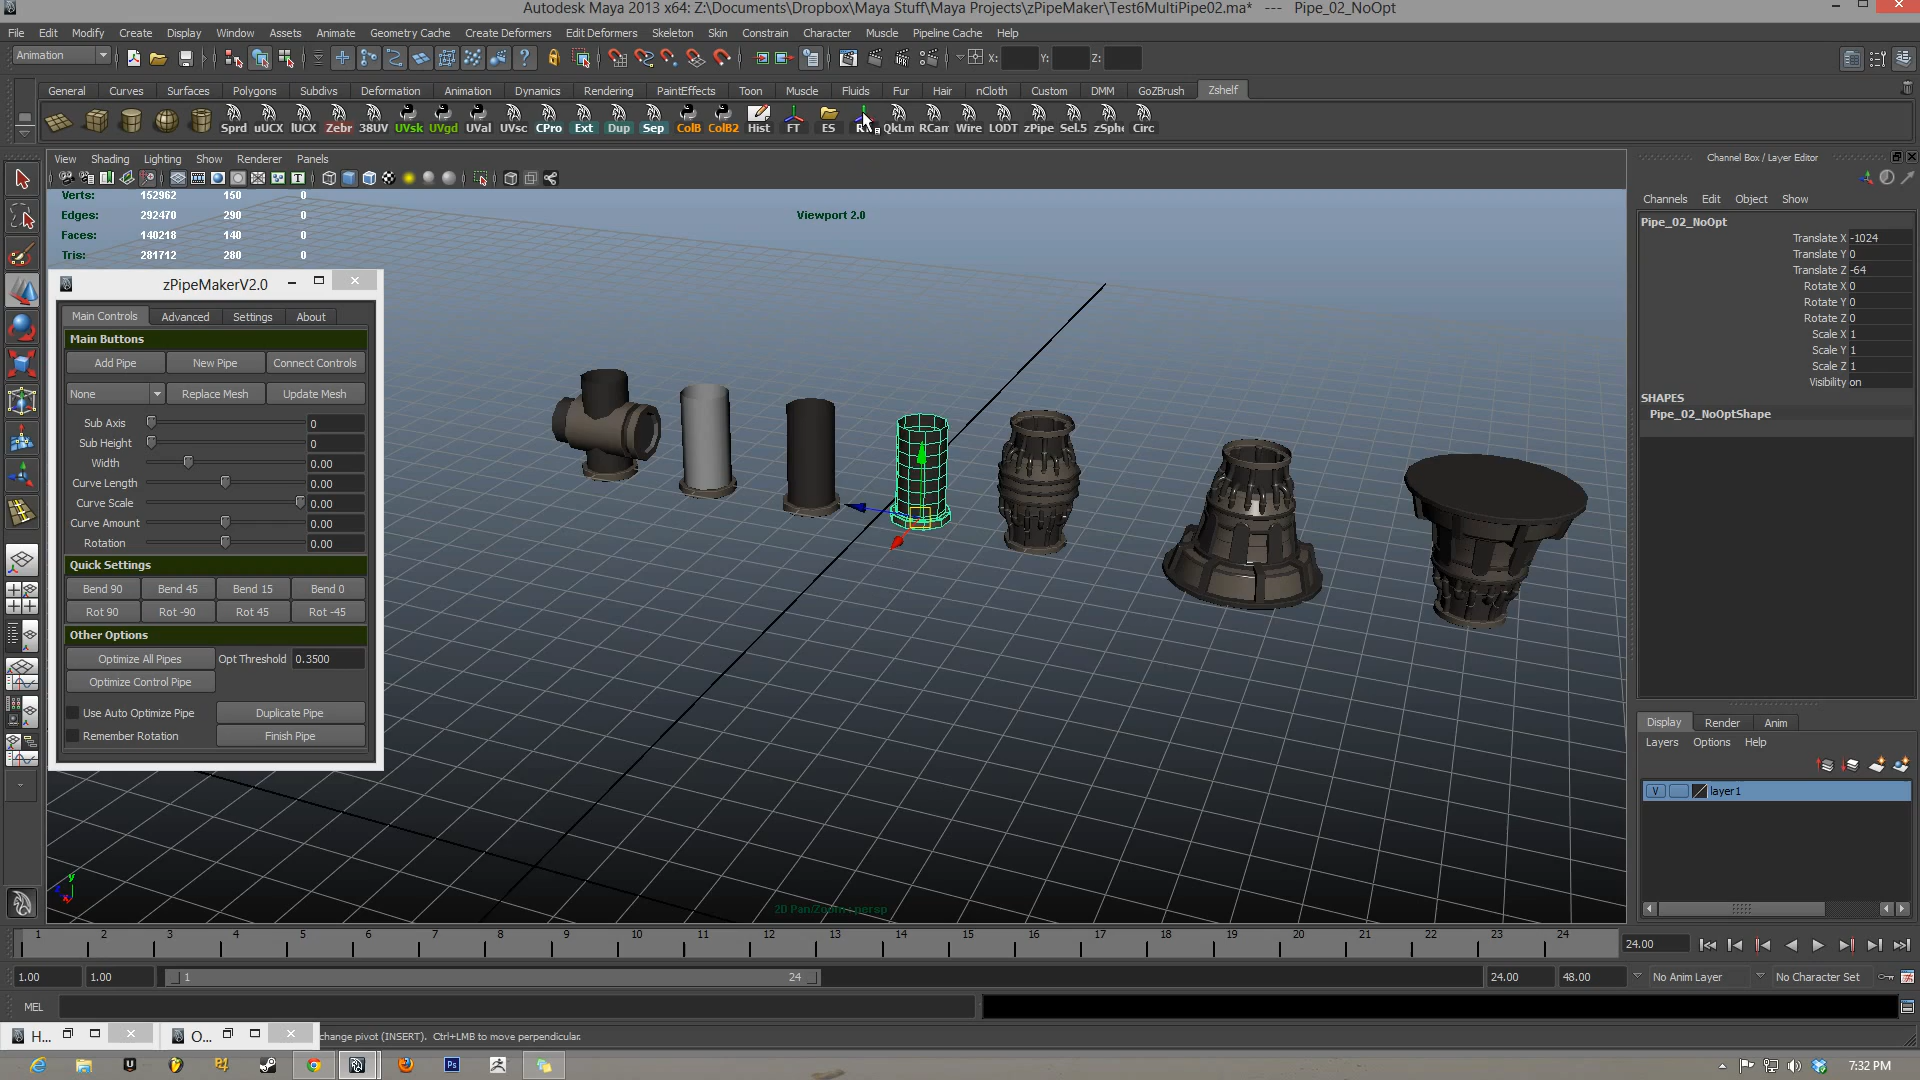 Autodesk Maya 2013 x64: Z:\Documents\Dropbox\Maya Stuff\Maya Projects\zPipeMaker\Test6MultiPipe02.ma* --- Pipe_02_NoOpt
File Edit Modify Create Display Window Assets Animate Geometry Cache Create Deformers Edit Deformers Skeleton Skin Constrain Character Muscle Pipeline Cache Help
Animation X: Y: Z:
General Curves Surfaces Polygons Subdivs Deformation Animation Dynamics Rendering PaintEffects Toon Muscle Fluids Fur Hair nCloth Custom DMM GoZBrush Zshelf
Sprd uUCX lUCX Zebr 38UV UVsk UVgd UVal UVsc CPro Ext Dup Sep ColB ColB2 Hist FT ES QkLm RCam Wire LODT zPipe Sel.5 zSph Circ
View Shading Lighting Show Renderer Panels
Verts: 152962 150 0
Edges: 292470 290 0
Faces: 140218 140 0
Tris: 281712 280 0
Viewport 2.0
zPipeMakerV2.0
Main Controls Advanced Settings About
Main Buttons
Add Pipe New Pipe Connect Controls
None Replace Mesh Update Mesh
Sub Axis 0
Sub Height 0
Width 0.00
Curve Length 0.00
Curve Scale 0.00
Curve Amount 0.00
Rotation 0.00
Quick Settings
Bend 90 Bend 45 Bend 15 Bend 0
Rot 90 Rot -90 Rot 45 Rot -45
Other Options
Optimize All Pipes Opt Threshold 0.3500
Optimize Control Pipe
Use Auto Optimize Pipe Duplicate Pipe
Remember Rotation Finish Pipe
y
x
2D Pan/Zoom : persp
Channel Box / Layer Editor
Channels Edit Object Show
Pipe_02_NoOpt
Translate X -1024
Translate Y 0
Translate Z -64
Rotate X 0
Rotate Y 0
Rotate Z 0
Scale X 1
Scale Y 1
Scale Z 1
Visibility on
SHAPES
Pipe_02_NoOptShape
Display Render Anim
Layers Options Help
V layer1
1 2 3 4 5 6 7 8 9 10 11 12 13 14 15 16 17 18 19 20 21 22 23 24 24.00
1.00 1.00 1 24 24.00 48.00 No Anim Layer No Character Set
MEL
H... O... change pivot (INSERT). Ctrl+LMB to move perpendicular.
Ps 7:32 PM